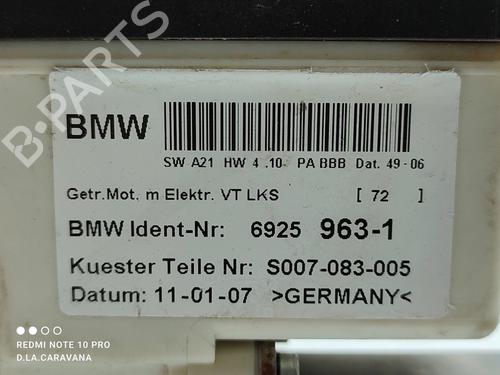 BMW
SW A21 HW 4 .10- PA BBB Dat. 49-06
Getr.Mot. m Elektr. VT LKS [ 72 ]
BMW Ident-Nr: 6925 963-1
Kuester Teile Nr: S007-083-005
Datum: 11-01-07 >GERMANY<
B-PARTS
REDMI NOTE 10 PRO
D.LA.CARAVANA